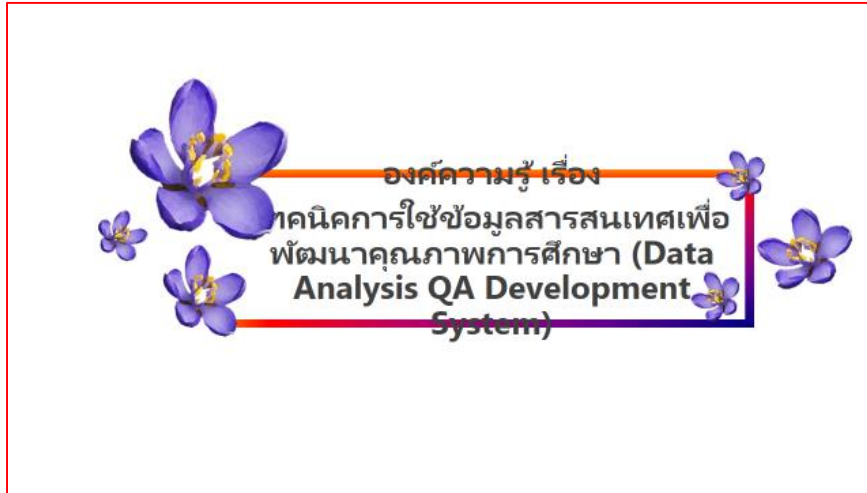 องค์ความรู้ เรื่อง
เทคนิคการใช้ข้อมูลสารสนเทศเพื่อ
พัฒนาคุณภาพการศึกษา (Data
Analysis QA Development
System)